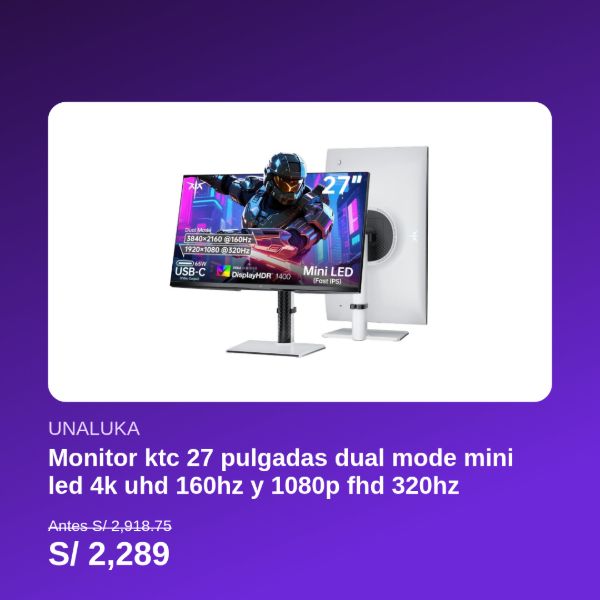 27"
Dual Mode
3840×2160 @160Hz
1920×1080 @320Hz
65W
USB-C
DisplayHDR 1400
Mini LED
(Fast IPS)
UNALUKA
Monitor ktc 27 pulgadas dual mode mini
led 4k uhd 160hz y 1080p fhd 320hz
Antes S/ 2,918.75
S/ 2,289